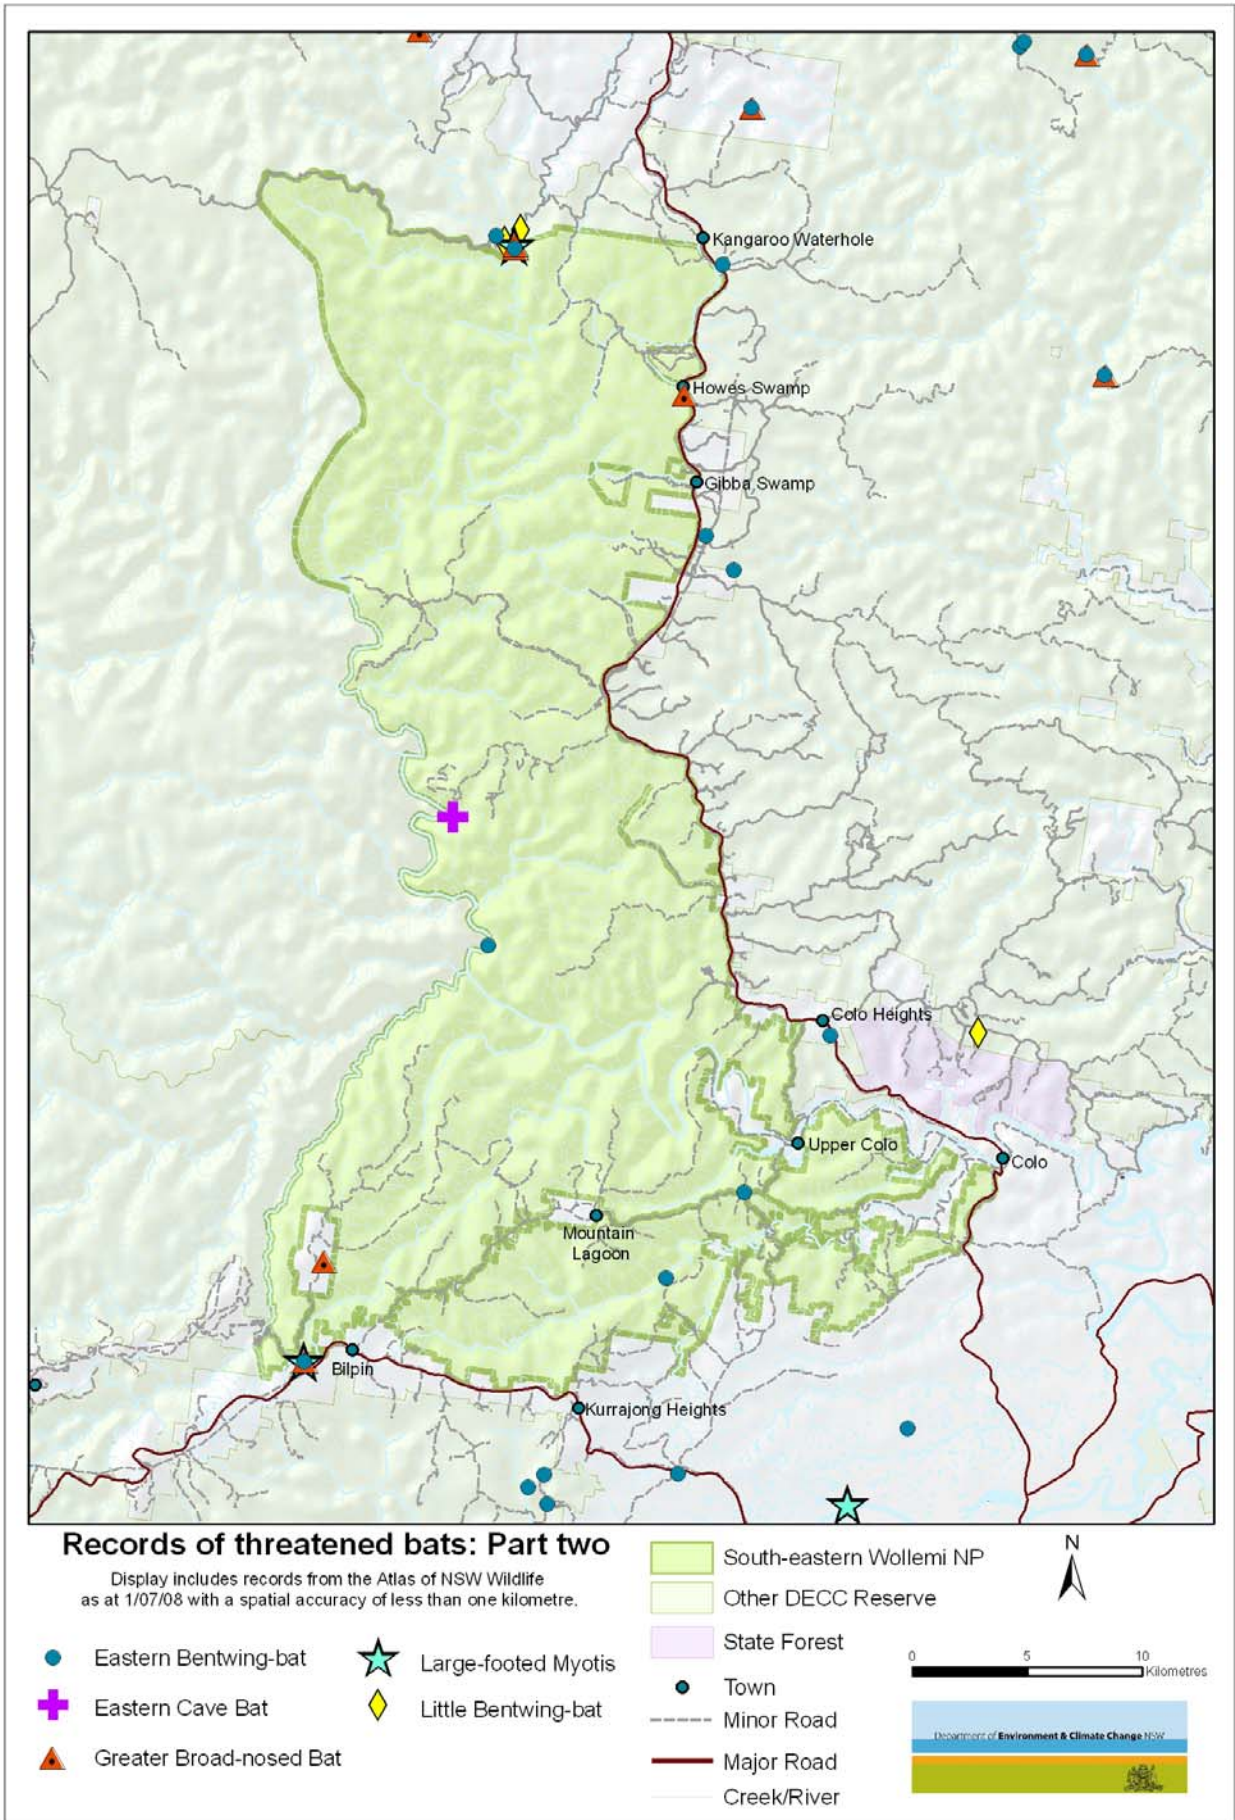 Kangaroo Waterhole
Howes Swamp
Gibba Swamp
Colo Heights
Upper Colo
Colo
Mountain
Lagoon
Bilpin
Kurrajong Heights
Records of threatened bats: Part two
Display includes records from the Atlas of NSW Wildlife
as at 1/07/08 with a spatial accuracy of less than one kilometre.
Eastern Bentwing-bat
Eastern Cave Bat
Greater Broad-nosed Bat
Large-footed Myotis
Little Bentwing-bat
South-eastern Wollemi NP
Other DECC Reserve
State Forest
Town
Minor Road
Major Road
Creek/River
N
0 5 10
Kilometres
Department of Environment & Climate Change NSW